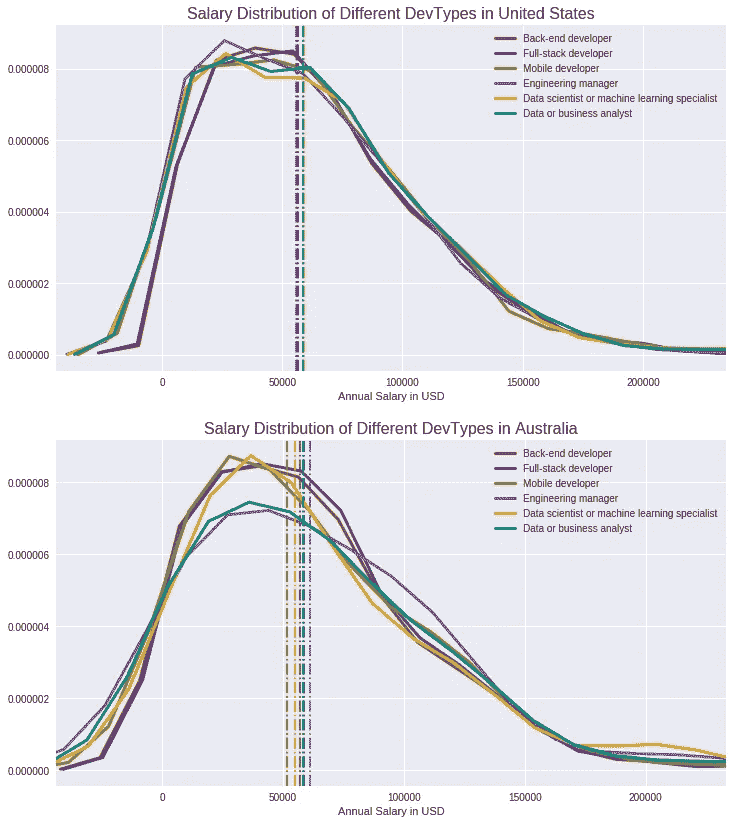 Salary Distribution of Different DevTypes in United States
Back-end developer
Full-stack developer
Mobile developer
Engineering manager
Data scientist or machine learning specialist
Data or business analyst
0.000008
0.000006
0.000004
0.000002
0.000000
0 50000 100000 150000 200000
Annual Salary in USD
Salary Distribution of Different DevTypes in Australia
Back-end developer
Full-stack developer
Mobile developer
Engineering manager
Data scientist or machine learning specialist
Data or business analyst
0.000008
0.000006
0.000004
0.000002
0.000000
0 50000 100000 150000 200000
Annual Salary in USD